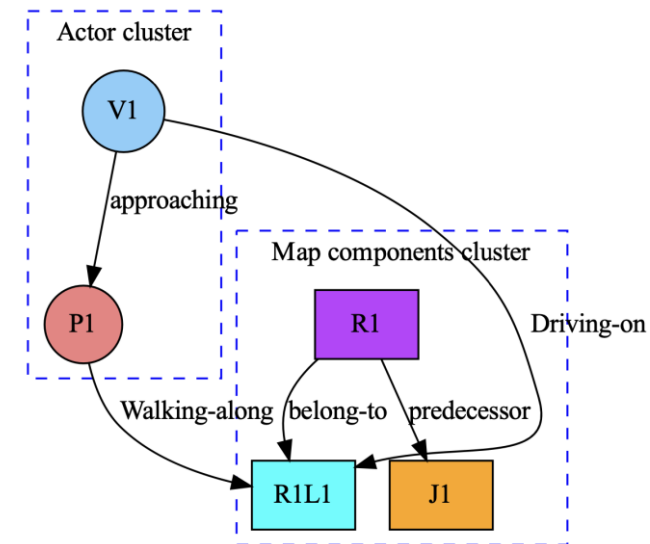 Actor cluster
V1
approaching
Map components cluster
P1
R1
Driving-on
Walking-along
belong-to
predecessor
R1L1
J1